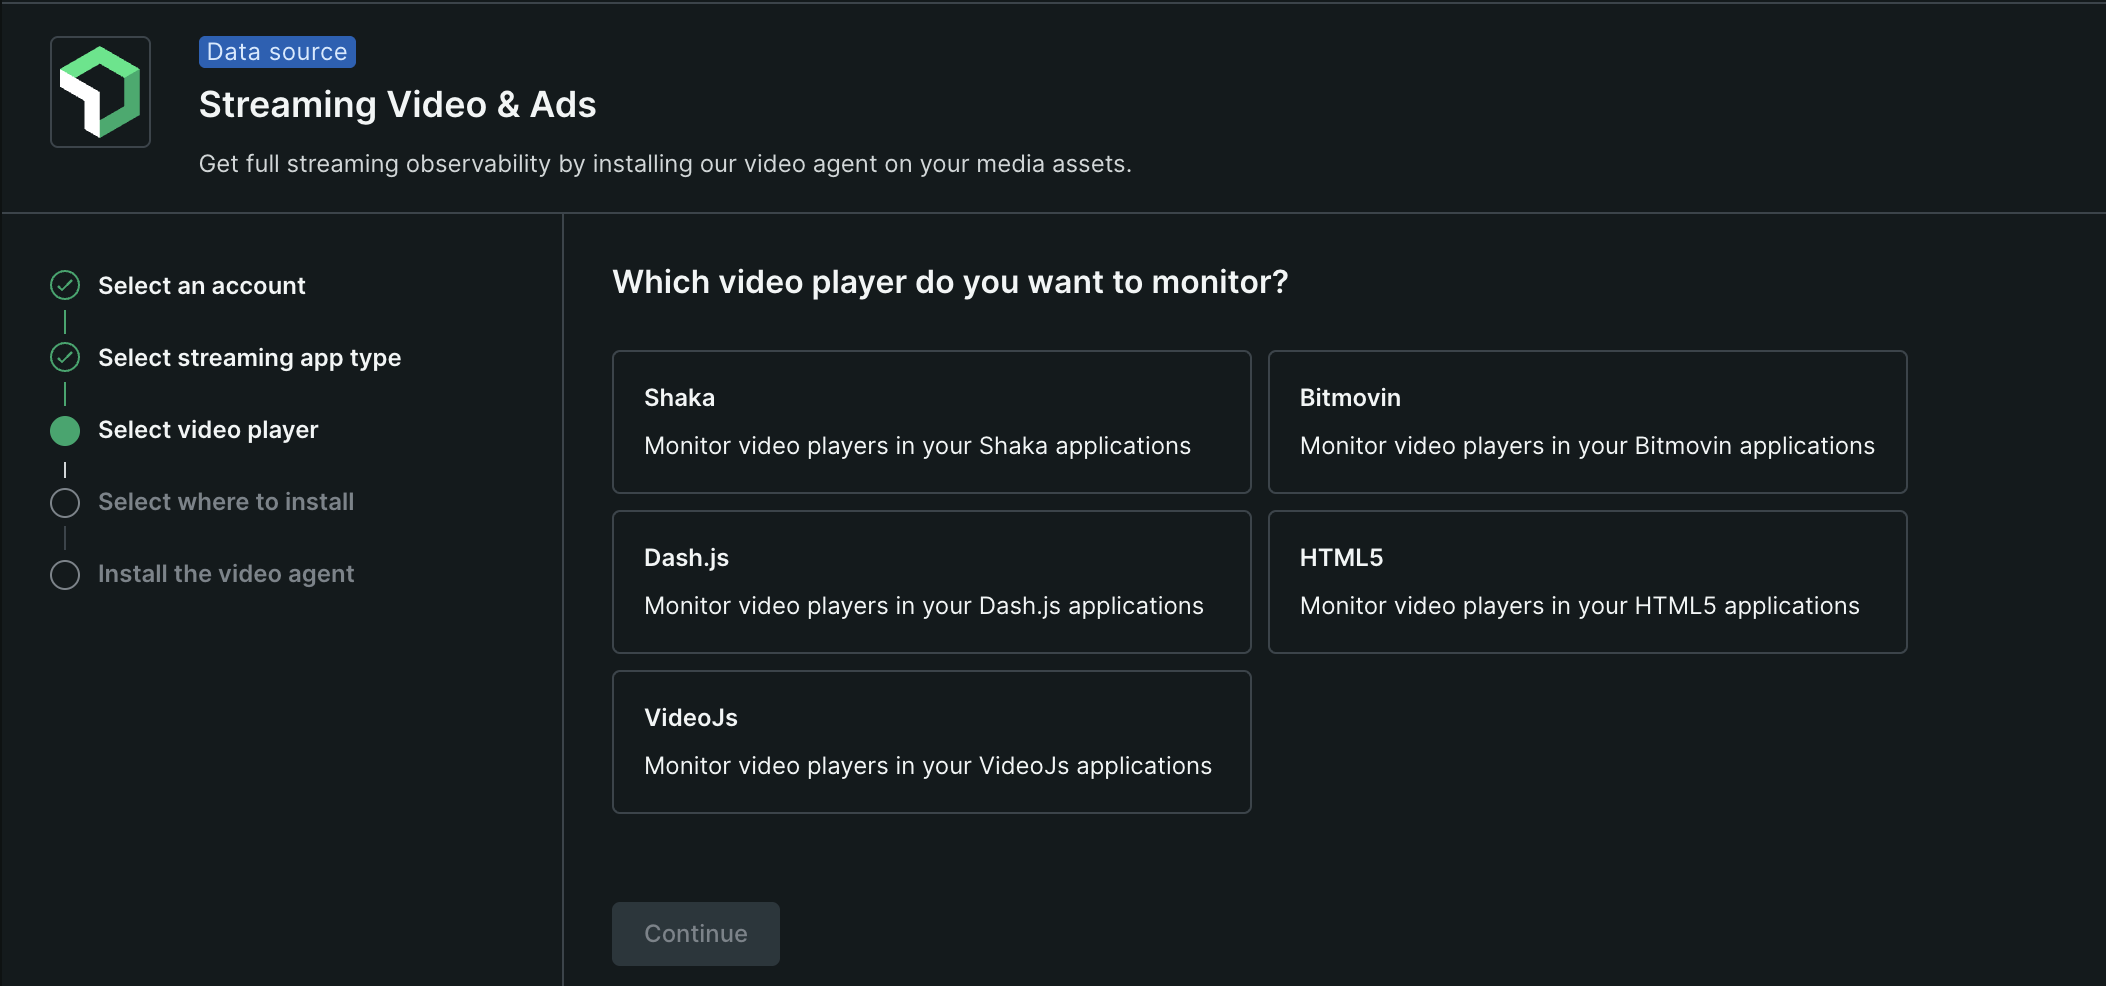 Data source
Streaming Video & Ads
Get full streaming observability by installing our video agent on your media assets.
Select an account
Select streaming app type
Select video player
Select where to install
Install the video agent
Which video player do you want to monitor?
Shaka
Monitor video players in your Shaka applications
Bitmovin
Monitor video players in your Bitmovin applications
Dash.js
Monitor video players in your Dash.js applications
HTML5
Monitor video players in your HTML5 applications
VideoJs
Monitor video players in your VideoJs applications
Continue